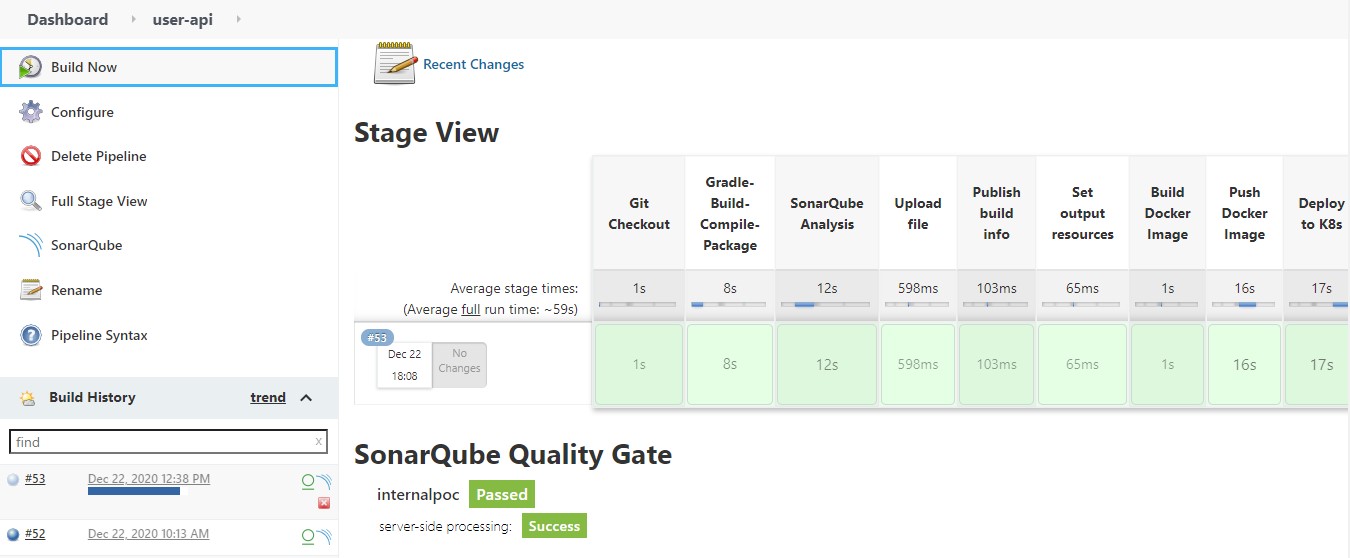 Dashboard user-api
Build Now
Configure
Delete Pipeline
Full Stage View
SonarQube
Rename
Pipeline Syntax
Build History trend
find x
#53 Dec 22, 2020 12:38 PM
#52 Dec 22, 2020 10:13 AM
Recent Changes
Stage View
Git
Checkout
Gradle-
Build-
Compile-
Package
SonarQube
Analysis
Upload
file
Publish
build
info
Set
output
resources
Build
Docker
Image
Push
Docker
Image
Deploy
to K8s
Average stage times: 1s 8s 12s 598ms 103ms 65ms 1s 16s 17s
(Average full run time: ~59s)
#53
Dec 22
18:08
No
Changes
1s 8s 12s 598ms 103ms 65ms 1s 16s 17s
SonarQube Quality Gate
internalpoc Passed
server-side processing: Success